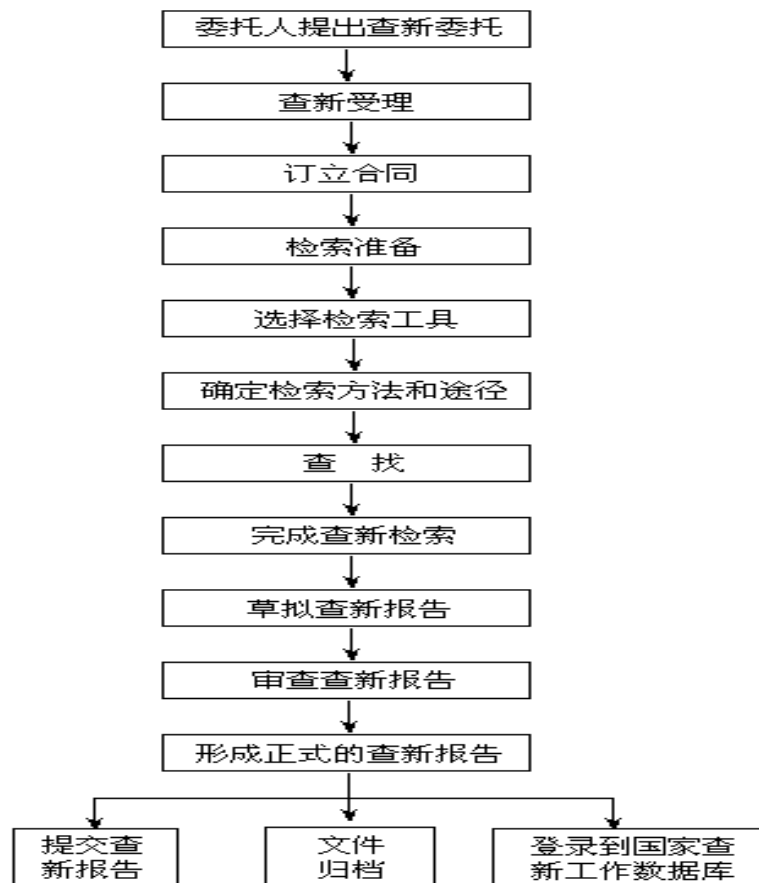 委托人提出查新委托
查新受理
订立合同
检索准备
选择检索工具
确定检索方法和途径
查 找
完成查新检索
草拟查新报告
审查查新报告
形成正式的查新报告
提交查
新报告
文件
归档
登录到国家查
新工作数据库